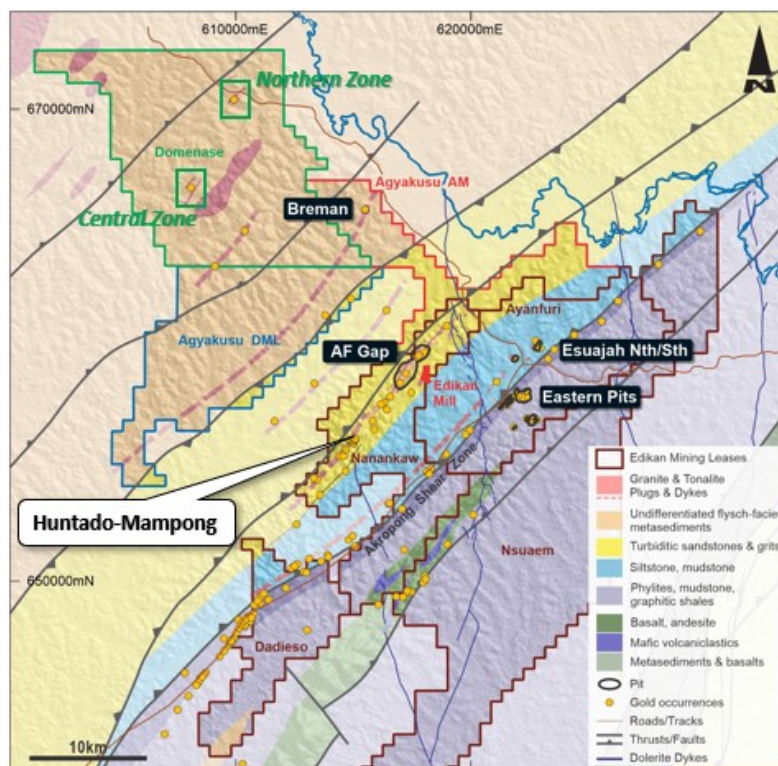 610000mE
620000mE
670000mN
Northern Zone
Domenase
Central Zone
Agyakusu AM
Breman
Agyakusu DML
AF Gap
Ayanfuri
Esuajah Nth/Sth
Edikan
Mill
Eastern Pits
Nanankaw
Huntado-Mampong
Akropong Shear Zone
Nsuaem
650000mN
Dadieso
10km
Edikan Mining Leases
Granite & Tonalite
Plugs & Dykes
Undifferentiated flysch-facie
metasediments
Turbiditic sandstones & grits
Siltstone, mudstone
Phylites, mudstone,
graphitic shales
Basalt, andesite
Mafic volcaniclastics
Metasediments & basalts
Pit
Gold occurrences
Roads/Tracks
Thrusts/Faults
Dolerite Dykes